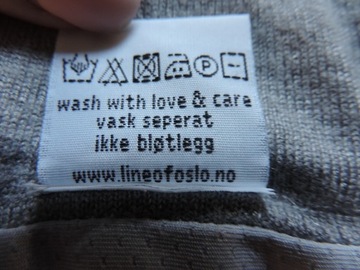 wash with love & care
vask seperat
ikke bløtlegg
www.lineofoslo.no